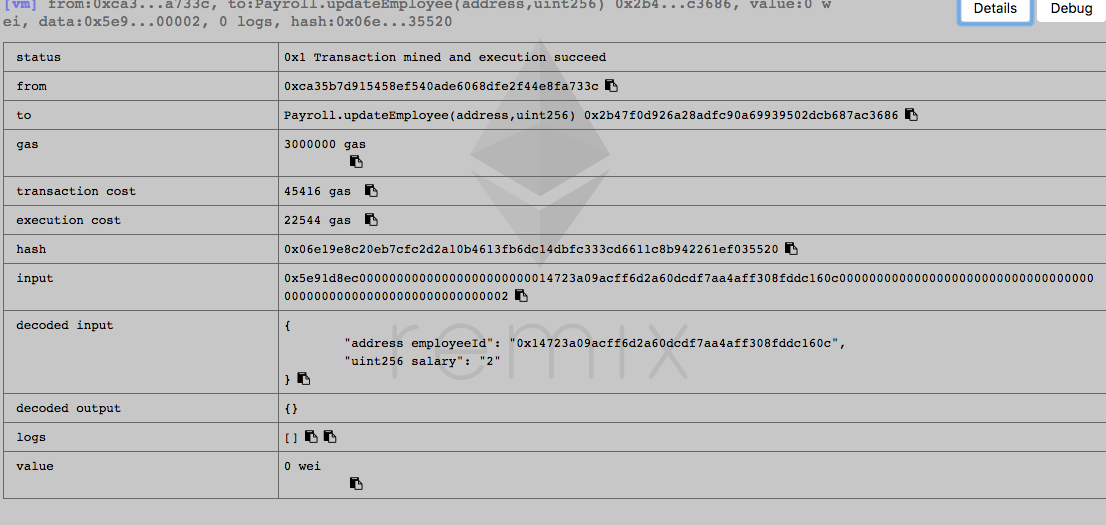 [vm] from:0xca3...a733c, to:Payroll.updateEmployee(address,uint256) 0x2b4...c3686, value:0 w
ei, data:0x5e9...00002, 0 logs, hash:0x06e...35520
Details
Debug
status 0x1 Transaction mined and execution succeed
from 0xca35b7d915458ef540ade6068dfe2f44e8fa733c
to Payroll.updateEmployee(address,uint256) 0x2b47f0d926a28adfc90a69939502dcb687ac3686
gas 3000000 gas
transaction cost 45416 gas
execution cost 22544 gas
hash 0x06e19e8c20eb7cfc2d2a10b4613fb6dc14dbfc333cd6611c8b942261ef035520
input 0x5e91d8ec00000000000000000000000014723a09acff6d2a60dcdf7aa4aff308fddc160c0000000000000000000000000000000000
000000000000000000000000000002
decoded input {
"address employeeId": "0x14723a09acff6d2a60dcdf7aa4aff308fddc160c",
"uint256 salary": "2"
}
remix
decoded output {}
logs []
value 0 wei